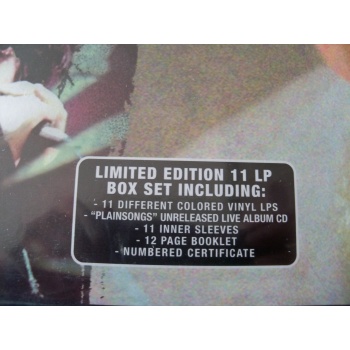 LIMITED EDITION 11 LP
BOX SET INCLUDING:
- 11 DIFFERENT COLORED VINYL LPS
- "PLAINSONGS" UNRELEASED LIVE ALBUM CD
- 11 INNER SLEEVES
- 12 PAGE BOOKLET
- NUMBERED CERTIFICATE